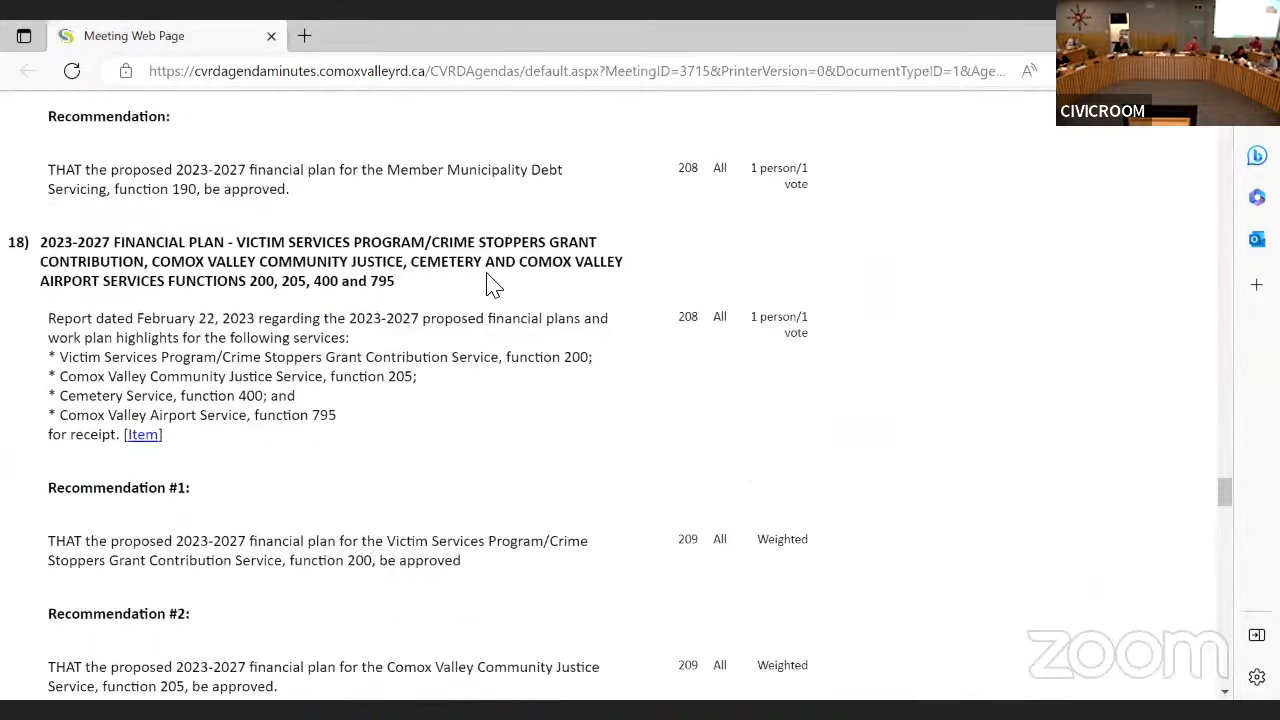 Meeting Web Page
https://cvrdagendaminutes.comoxvalleyrd.ca/CVRDAgendas/default.aspx?MeetingID=3715&PrinterVersion=0&DocumentTypeID=1&Age...
CIVICROOM
Recommendation:
THAT the proposed 2023-2027 financial plan for the Member Municipality Debt 208 All 1 person/1
Servicing, function 190, be approved. vote
18) 2023-2027 FINANCIAL PLAN - VICTIM SERVICES PROGRAM/CRIME STOPPERS GRANT
CONTRIBUTION, COMOX VALLEY COMMUNITY JUSTICE, CEMETERY AND COMOX VALLEY
AIRPORT SERVICES FUNCTIONS 200, 205, 400 and 795
Report dated February 22, 2023 regarding the 2023-2027 proposed financial plans and 208 All 1 person/1
work plan highlights for the following services: vote
* Victim Services Program/Crime Stoppers Grant Contribution Service, function 200;
* Comox Valley Community Justice Service, function 205;
* Cemetery Service, function 400; and
* Comox Valley Airport Service, function 795
for receipt. [Item]
Recommendation #1:
THAT the proposed 2023-2027 financial plan for the Victim Services Program/Crime 209 All Weighted
Stoppers Grant Contribution Service, function 200, be approved
Recommendation #2:
THAT the proposed 2023-2027 financial plan for the Comox Valley Community Justice 209 All Weighted
Service, function 205, be approved.
zoom